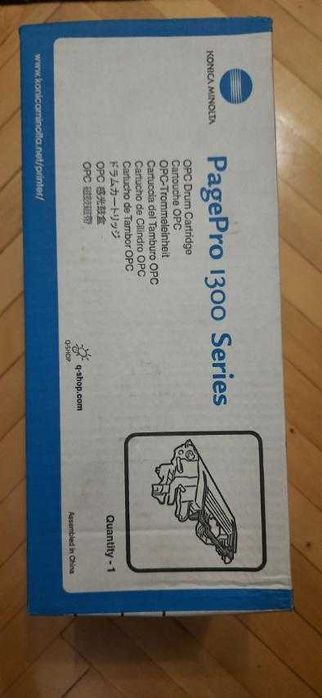 KONICA MINOLTA
PagePro 1300 Series
OPC Drum Cartridge
Cartouche OPC
OPC-Trommeleinheit
Cartuccia del Tamburo OPC
Cartucho de Cilindro OPC
Cartucho de Tambor OPC
ドラムカートリッジ
OPC 感光鼓盒
OPC
Quantity - 1
q-shop.com
Q-SHOP
www.konicaminolta.net/printer/
Assembled in China